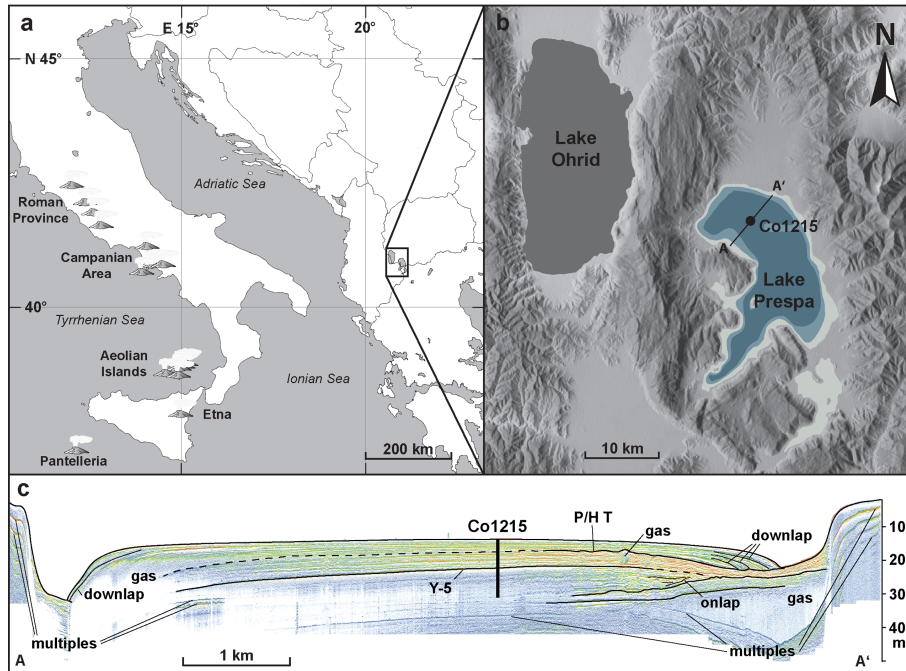 a
E 15°
20°
N 45°
Adriatic Sea
Roman
Province
Campanian
Area
40°
Tyrrhenian Sea
Aeolian
Islands
Ionian Sea
Etna
Pantelleria
200 km
b
N
Lake
Ohrid
A‘
Co1215
A
Lake
Prespa
10 km
c
Co1215
P/H T
gas
downlap
10
20
gas
downlap
Y-5
onlap
gas
30
multiples
multiples
40
m
A
1 km
A‘